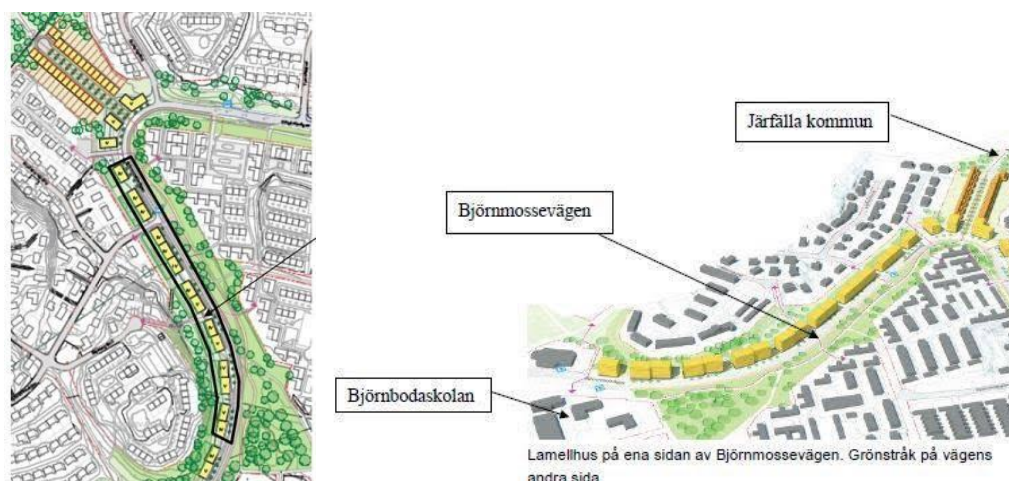 Järfälla kommun
Björnmossevägen
Björnbodaskolan
Lamellhus på ena sidan av Björnmossevägen. Grönstråk på vägens
andra sida